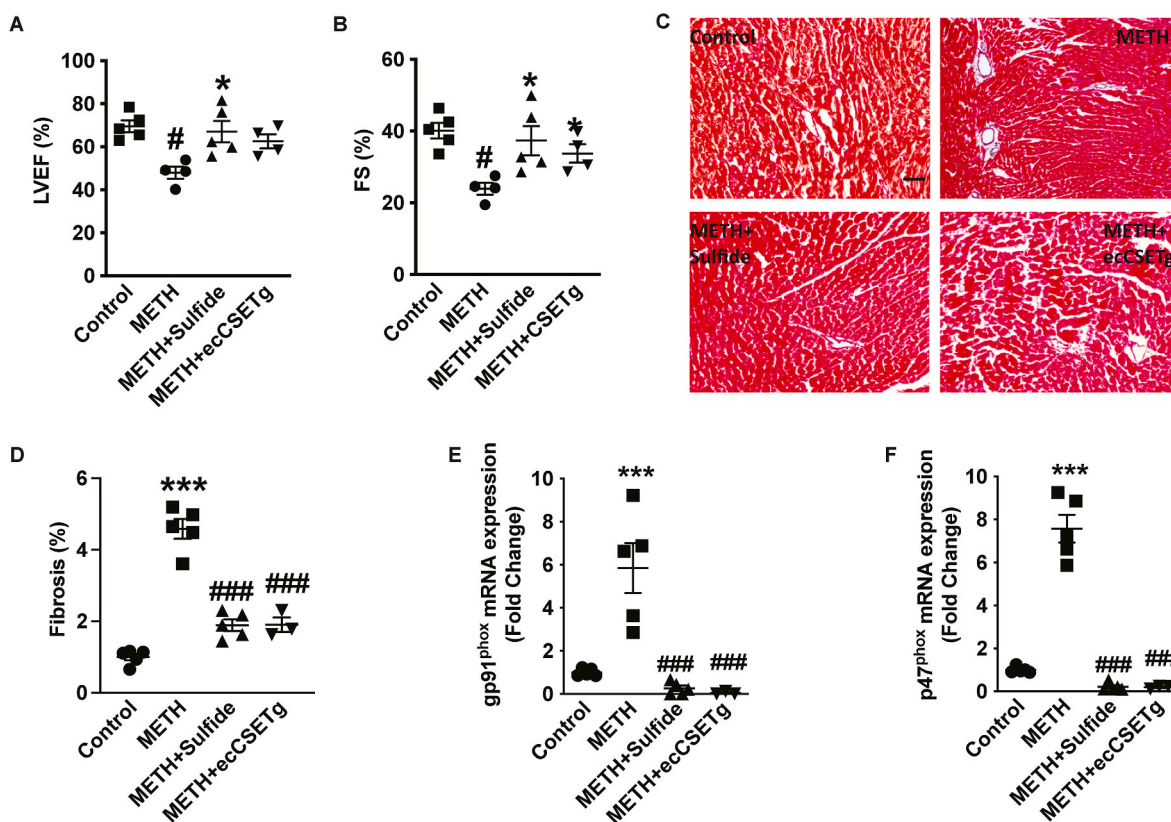 A
LVEF (%)
100
80
60
40
20
0
#
*
Control
METH
METH+Sulfide
METH+ecCSETg
B
FS (%)
60
40
20
0
#
*
*
Control
METH
METH+Sulfide
METH+CSETg
C
Control
METH
METH+
Sulfide
METH+
ecCSETg
D
Fibrosis (%)
6
4
2
0
***
###
###
Control
METH
METH+Sulfide
METH+ecCSETg
E
gp91phox mRNA expression
(Fold Change)
10
8
6
4
2
0
***
###
###
Control
METH
METH+Sulfide
METH+ecCSETg
F
p47phox mRNA expression
(Fold Change)
10
8
6
4
2
0
***
###
##
Control
METH
METH+Sulfide
METH+ecCSETg